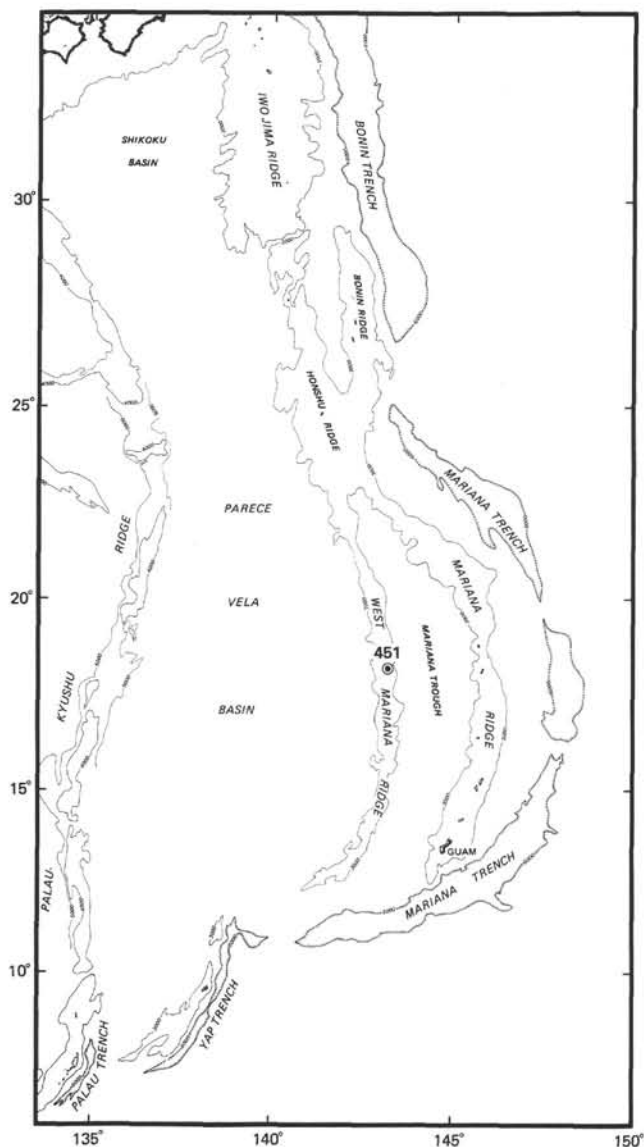 IWO JIMA RIDGE
BONIN TRENCH
SHIKOKU
BASIN
30°
BONIN RIDGE
HONSHU RIDGE
25°
MARIANA TRENCH
PARECE
RIDGE
MARIANA
20°
VELA
WEST
MARIANA TROUGH
451
KYUSHU
BASIN
MARIANA
RIDGE
15°
RIDGE
GUAM
PALAU-
MARIANA TRENCH
10°
YAP TRENCH
PALAU TRENCH
135°
140°
145°
150°